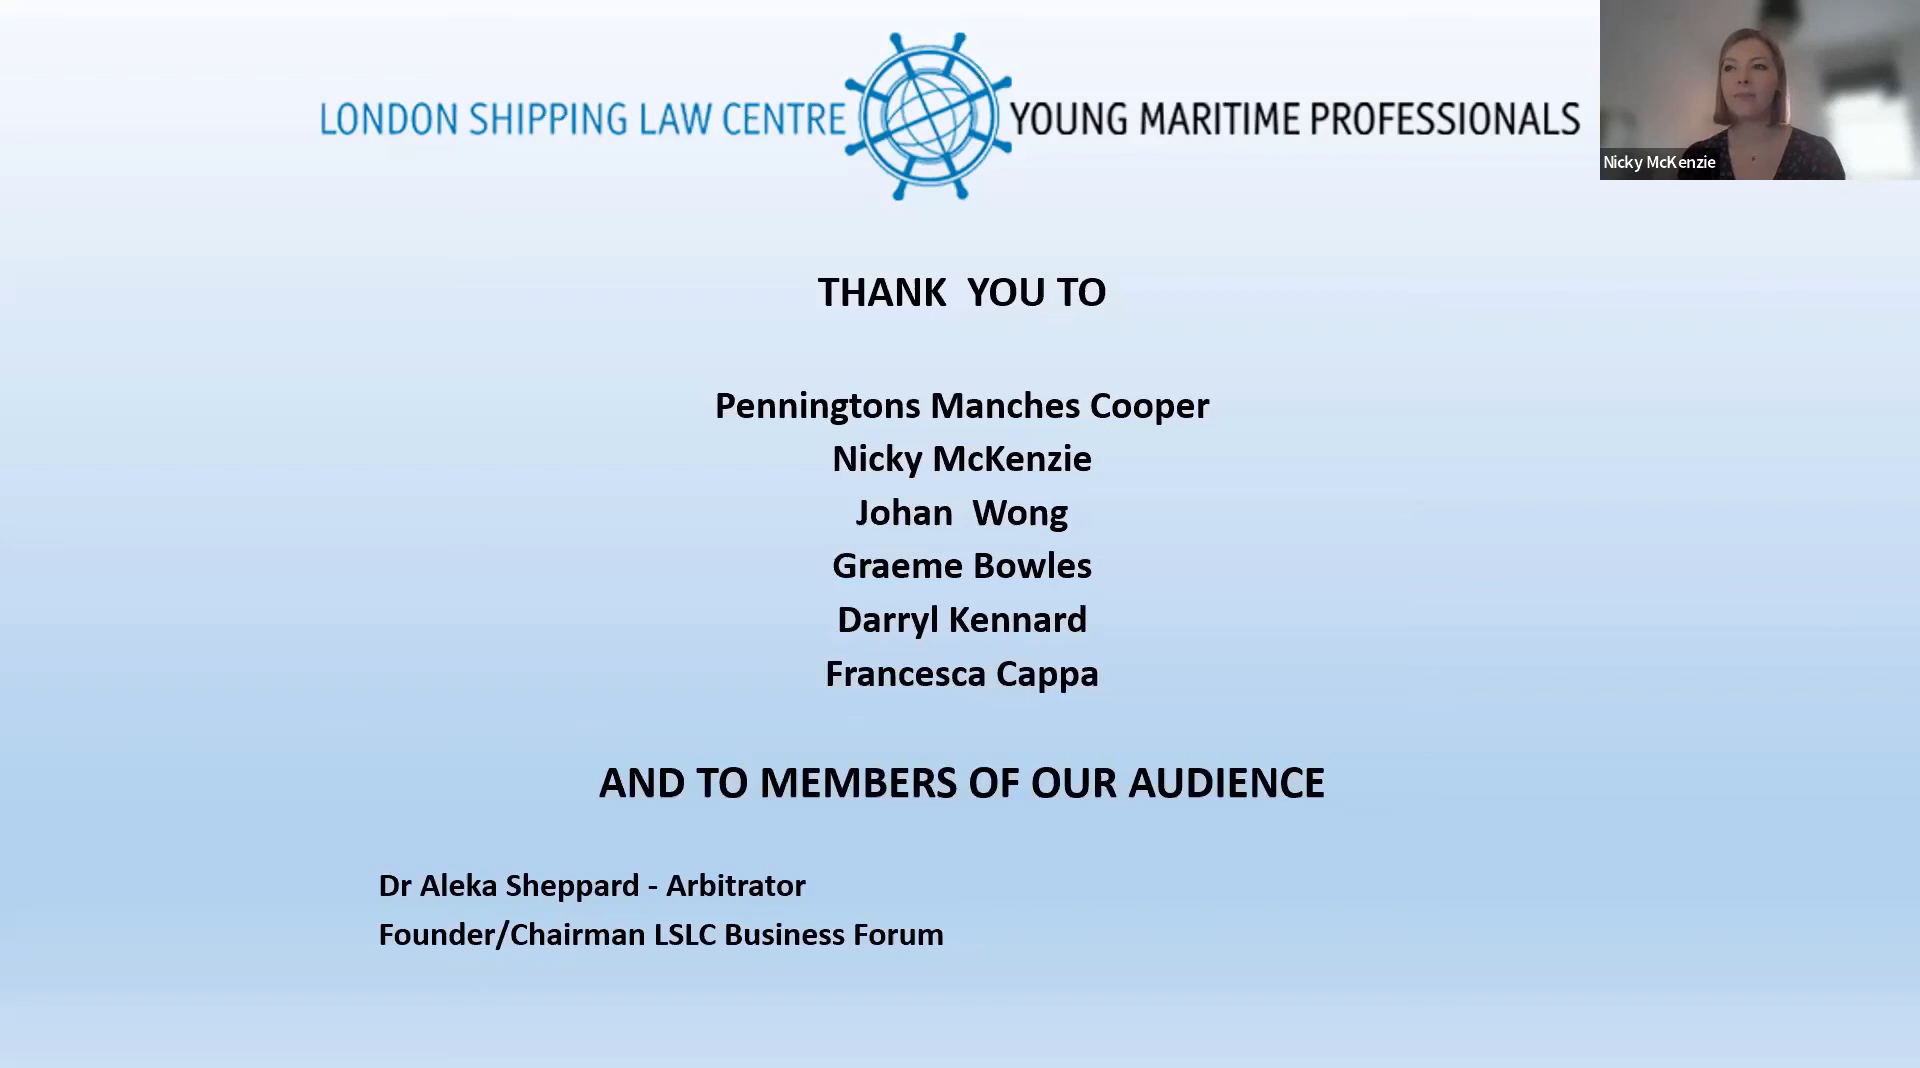 LONDON SHIPPING LAW CENTRE YOUNG MARITIME PROFESSIONALS
Nicky McKenzie
THANK YOU TO
Penningtons Manches Cooper
Nicky McKenzie
Johan Wong
Graeme Bowles
Darryl Kennard
Francesca Cappa
AND TO MEMBERS OF OUR AUDIENCE
Dr Aleka Sheppard - Arbitrator
Founder/Chairman LSLC Business Forum